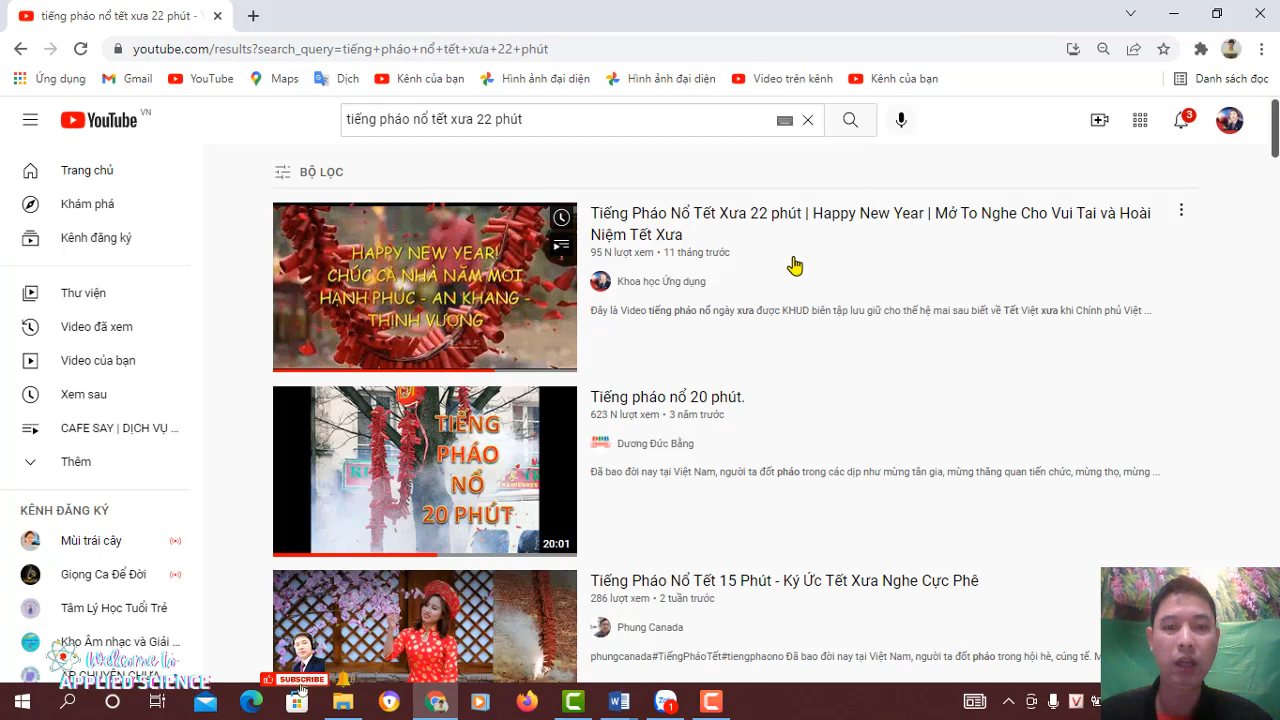 tiếng pháo nổ tết xưa 22 phút -
youtube.com/results?search_query=tiếng+pháo+nổ+tết+xưa+22+phút
Ứng dụng
Gmail
YouTube
Maps
Dịch
Kênh của bạn
Hình ảnh đại diện
Hình ảnh đại diện
Video trên kênh
Kênh của bạn
Danh sách đọc
YouTube VN
tiếng pháo nổ tết xưa 22 phút
3
Trang chủ
Khám phá
Kênh đăng ký
Thư viện
Video đã xem
Video của bạn
Xem sau
CAFE SAY | DỊCH VỤ ...
Thêm
KÊNH ĐĂNG KÝ
Mùi trái cây
Giọng Ca Để Đời
Tâm Lý Học Tuổi Trẻ
Kho Âm nhạc và Giải ...
BỘ LỌC
HAPPY NEW YEAR!
CHÚC CẢ NHÀ NĂM MỚI
HẠNH PHÚC - AN KHANG -
THỊNH VƯỢNG
Tiếng Pháo Nổ Tết Xưa 22 phút | Happy New Year | Mở To Nghe Cho Vui Tai và Hoài
Niệm Tết Xưa
95 N lượt xem • 11 tháng trước
Khoa học Ứng dụng
Đây là Video tiếng pháo nổ ngày xưa được KHUD biên tập lưu giữ cho thế hệ mai sau biết về Tết Việt xưa khi Chính phủ Việt ...
TIẾNG
PHÁO
NỔ
20 PHÚT
20:01
Tiếng pháo nổ 20 phút.
623 N lượt xem • 3 năm trước
Dương Đức Bằng
Đã bao đời nay tại Việt Nam, người ta đốt pháo trong các dịp như mừng tân gia, mừng thăng quan tiến chức, mừng thọ, mừng ...
Tiếng Pháo Nổ Tết 15 Phút - Ký Ức Tết Xưa Nghe Cực Phê
286 lượt xem • 2 tuần trước
Phung Canada
phungcanada#TiếngPháoTết#tiengphaono Đã bao đời nay tại Việt Nam, người ta đốt pháo trong hội hè, cúng tế.
Welcome to
APPLIED SCIENCE
SUBSCRIBE
Zalo
1
V